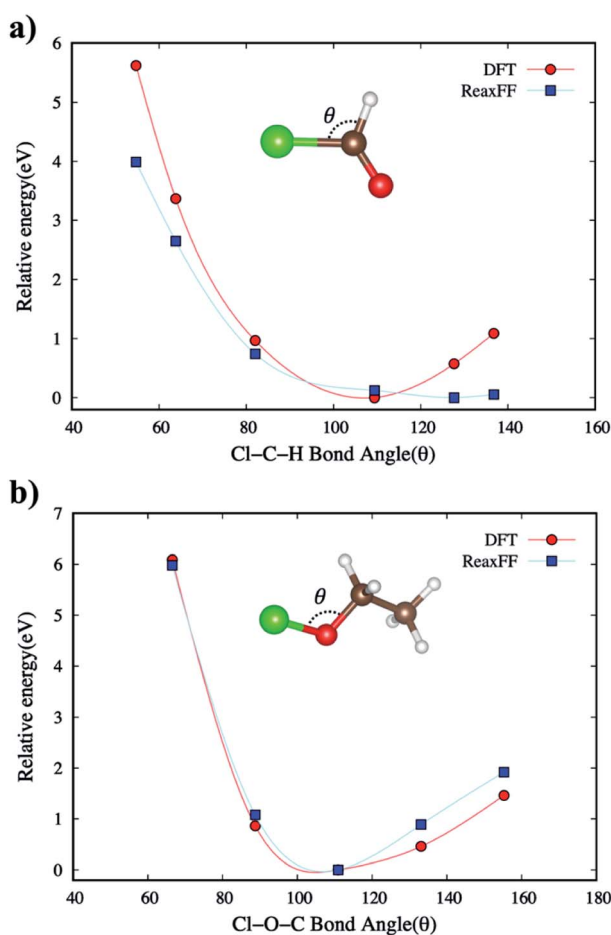 a)
6
5
4
3
2
1
0
Relative energy(eV)
DFT
ReaxFF
θ
40 60 80 100 120 140 160
Cl−C−H Bond Angle(θ)
b)
7
6
5
4
3
2
1
0
Relative energy(eV)
DFT
ReaxFF
θ
40 60 80 100 120 140 160 180
Cl−O−C Bond Angle(θ)